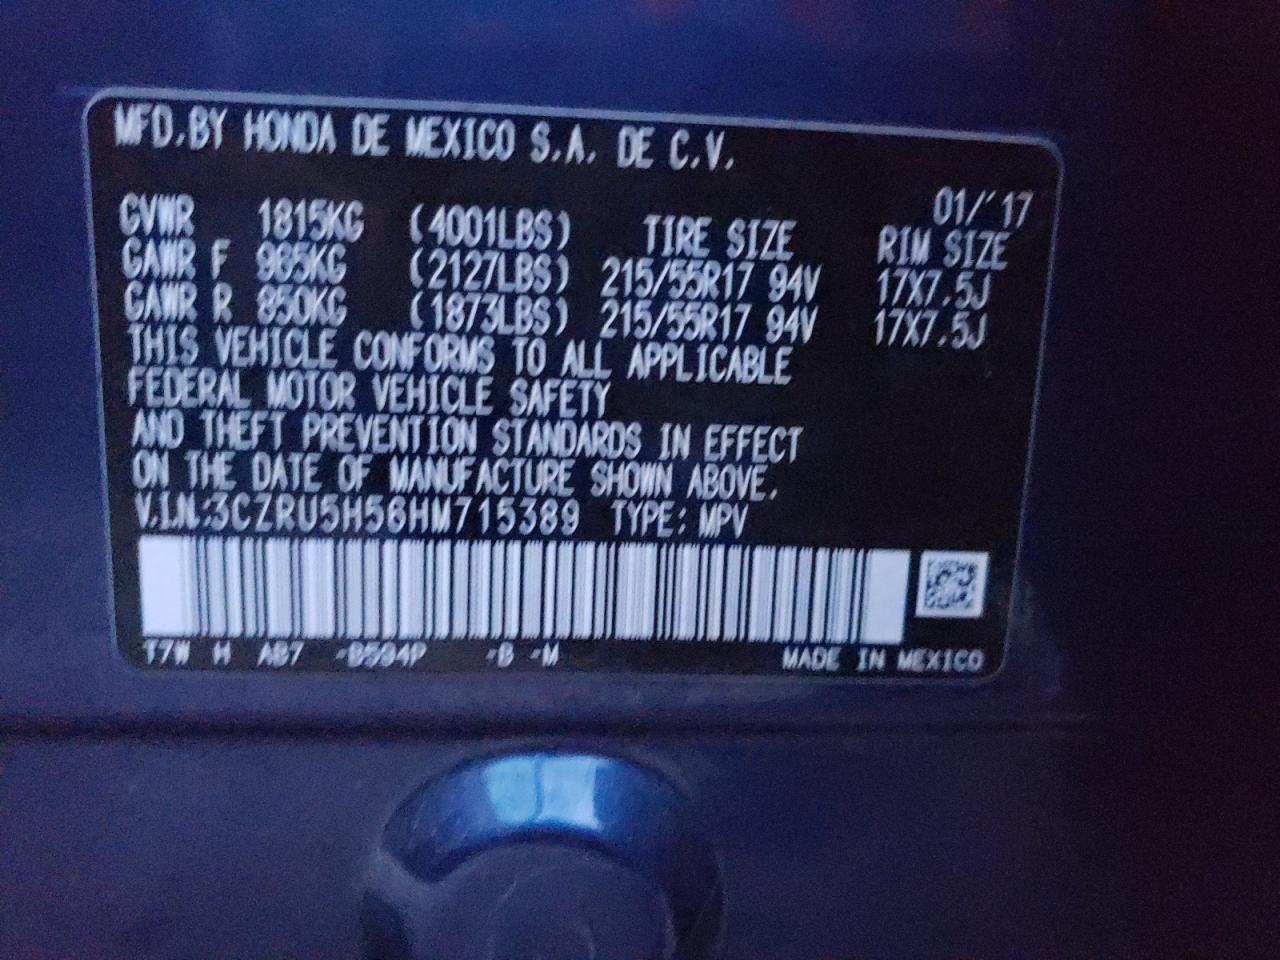 MFD.BY HONDA DE MEXICO S.A. DE C.V.
01/'17
GVWR 1815KG (4001LBS) TIRE SIZE RIM SIZE
GAWR F 965KG (2127LBS) 215/55R17 94V 17X7.5J
GAWR R 850KG (1873LBS) 215/55R17 94V 17X7.5J
THIS VEHICLE CONFORMS TO ALL APPLICABLE
FEDERAL MOTOR VEHICLE SAFETY
AND THEFT PREVENTION STANDARDS IN EFFECT
ON THE DATE OF MANUFACTURE SHOWN ABOVE.
V.I.N.:3CZRU5H56HM715389 TYPE: MPV
T7W H AB7 -B594P -B -M MADE IN MEXICO